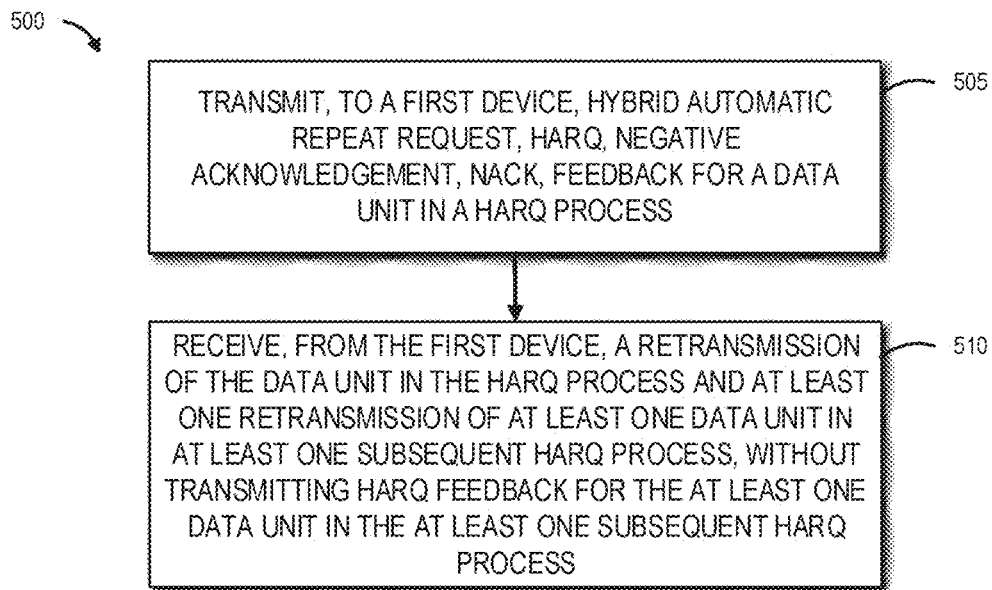 500
TRANSMIT, TO A FIRST DEVICE, HYBRID AUTOMATIC
REPEAT REQUEST, HARQ, NEGATIVE
ACKNOWLEDGEMENT, NACK, FEEDBACK FOR A DATA
UNIT IN A HARQ PROCESS
505
RECEIVE, FROM THE FIRST DEVICE, A RETRANSMISSION
OF THE DATA UNIT IN THE HARQ PROCESS AND AT LEAST
ONE RETRANSMISSION OF AT LEAST ONE DATA UNIT IN
AT LEAST ONE SUBSEQUENT HARQ PROCESS, WITHOUT
TRANSMITTING HARQ FEEDBACK FOR THE AT LEAST ONE
DATA UNIT IN THE AT LEAST ONE SUBSEQUENT HARQ
PROCESS
510